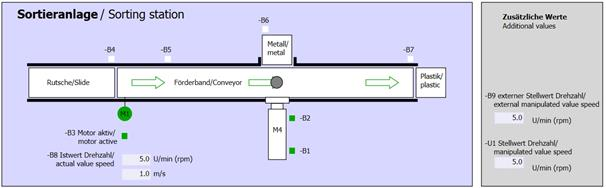 Sortieranlage / Sorting station
-B6
-B4
-B5
Metall/
metal
-B7
Rutsche/Slide
Förderband/Conveyor
Plastik/
plastic
M1
-B3 Motor aktiv/
motor active
M4
-B2
-B1
-B8 Istwert Drehzahl/
actual value speed
5.0
U/min (rpm)
1.0
m/s
Zusätzliche Werte
Additional values
-B9 externer Stellwert Drehzahl/
external manipulated value speed
5.0
U/min (rpm)
-U1 Stellwert Drehzahl/
manipulated value speed
5.0
U/min (rpm)